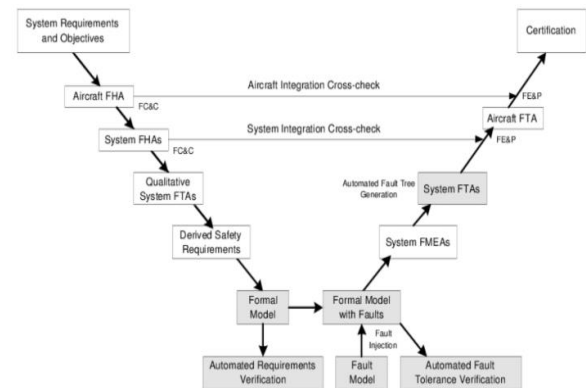 System Requirements
and Objectives
Certification
Aircraft Integration Cross-check
Aircraft FHA
FC&C
FE&P
Aircraft FTA
System Integration Cross-check
System FHAs
FC&C
FE&P
Qualitative
System FTAs
Automated Fault Tree
Generation
System FTAs
Derived Safety
Requirements
System FMEAs
Formal
Model
Formal Model
with Faults
Fault
Injection
Automated Requirements
Verification
Fault
Model
Automated Fault
Tolerance Verification